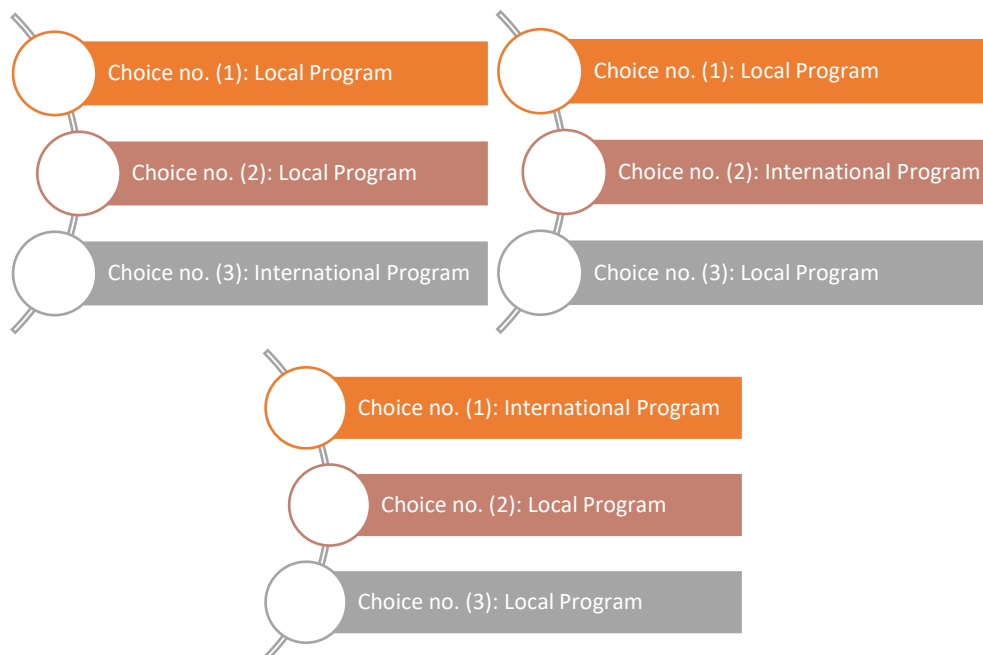 Choice no. (1): Local Program
Choice no. (2): Local Program
Choice no. (3): International Program
Choice no. (1): Local Program
Choice no. (2): International Program
Choice no. (3): Local Program
Choice no. (1): International Program
Choice no. (2): Local Program
Choice no. (3): Local Program